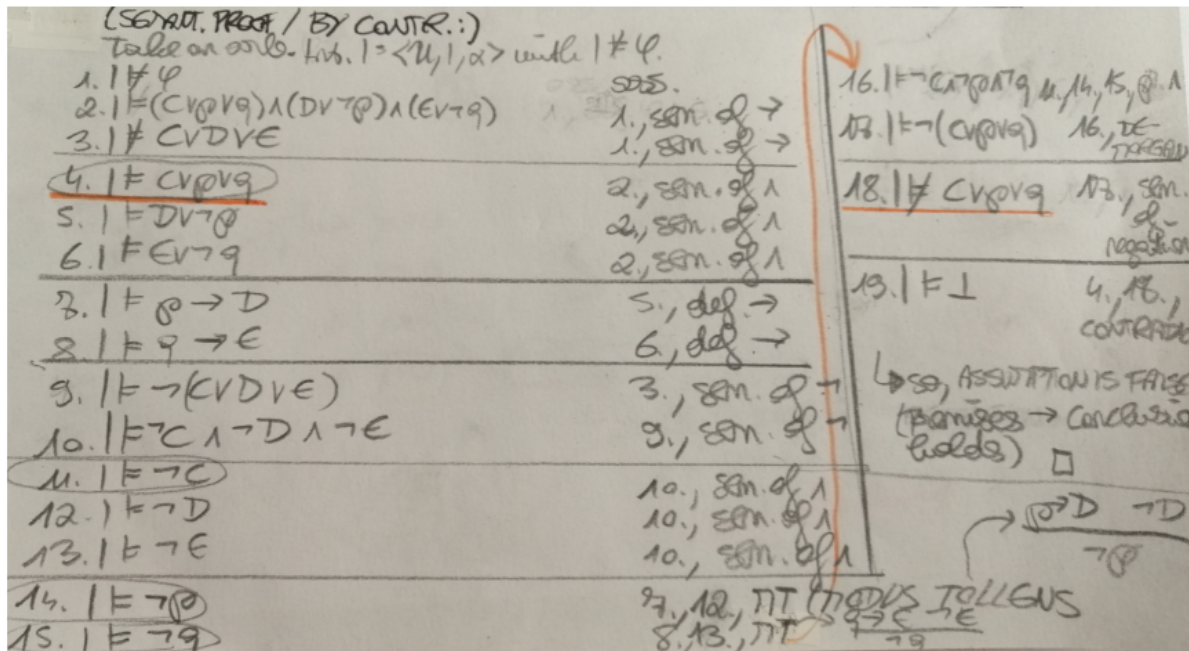 (SEMANT. PROOF / BY CONTR.:)
Take an arb. int. I = <U, I, α> with I ⊭ φ.
1. I ⊭ φ ass.
2. I ⊨ (C∨p∨q)∧(D∨¬p)∧(E∨¬q) 1., sem. of →
3. I ⊭ C∨D∨E 1., sem. of →
4. I ⊨ C∨p∨q 2., sem. of ∧
5. I ⊨ D∨¬p 2., sem. of ∧
6. I ⊨ E∨¬q 2., sem. of ∧
7. I ⊨ p → D 5., def. →
8. I ⊨ q → E 6., def. →
9. I ⊨ ¬(C∨D∨E) 3., sem. of ¬
10. I ⊨ ¬C ∧ ¬D ∧ ¬E 9., sem. of ¬
11. I ⊨ ¬C 10., sem. of ∧
12. I ⊨ ¬D 10., sem. of ∧
13. I ⊨ ¬E 10., sem. of ∧
14. I ⊨ ¬p 7., 12., MT (MODUS TOLLENS
15. I ⊨ ¬q 8., 13., MT
q→E ¬E
¬q
16. I ⊨ ¬C∧¬p∧¬q 11., 14., 15., ∧
17. I ⊨ ¬(C∨p∨q) 16., DE-
MORGAN
18. I ⊭ C∨p∨q 17., sem.
of
negation
19. I ⊨ ⊥ 4., 18.,
CONTRADIC
↳ SO, ASSUMPTION IS FALSE
(Premises → Conclusio
holds) □
p→D ¬D
¬p